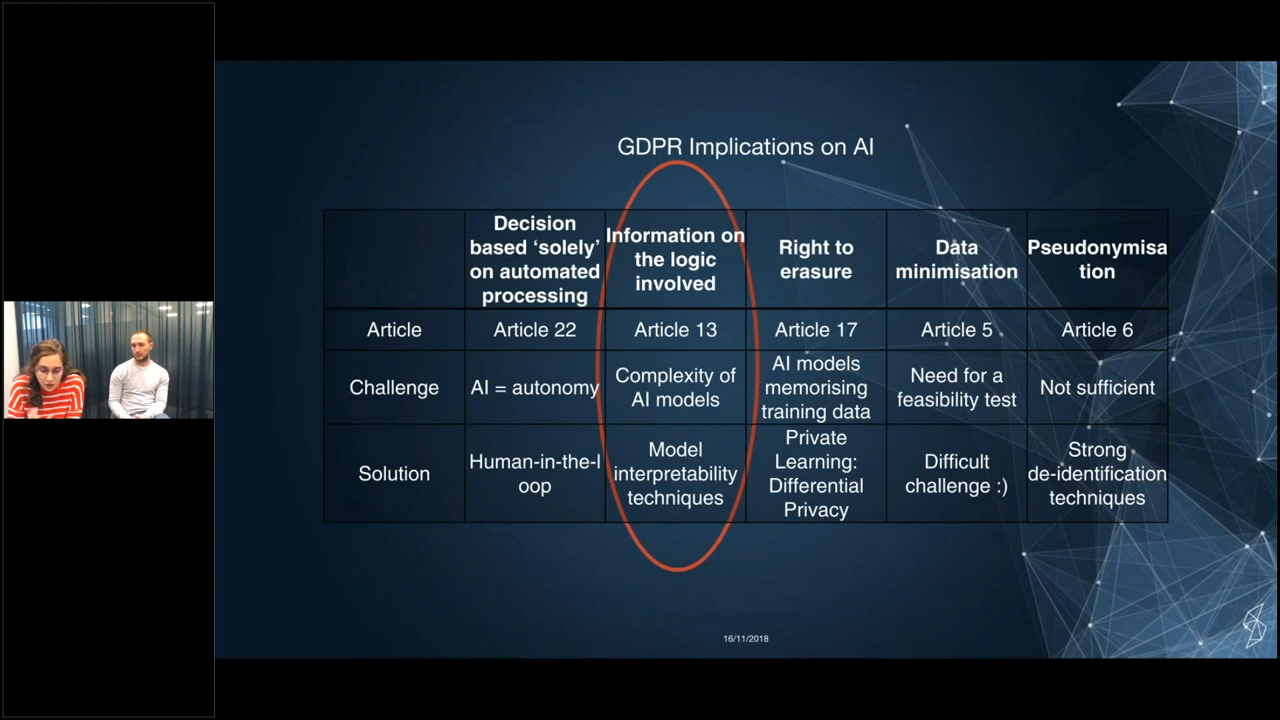 GDPR Implications on AI
Decision
based ‘solely’
on automated
processing
Information on
the logic
involved
Right to
erasure
Data
minimisation
Pseudonymisa
tion
Article
Article 22
Article 13
Article 17
Article 5
Article 6
Challenge
AI = autonomy
Complexity of
AI models
AI models
memorising
training data
Need for a
feasibility test
Not sufficient
Solution
Human-in-the-l
oop
Model
interpretability
techniques
Private
Learning:
Differential
Privacy
Difficult
challenge :)
Strong
de-identification
techniques
16/11/2018